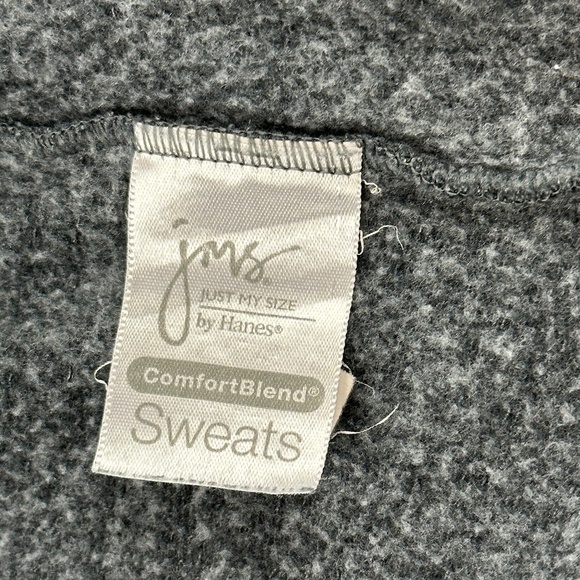 jms.
JUST MY SIZE
by Hanes®
ComfortBlend®
Sweats